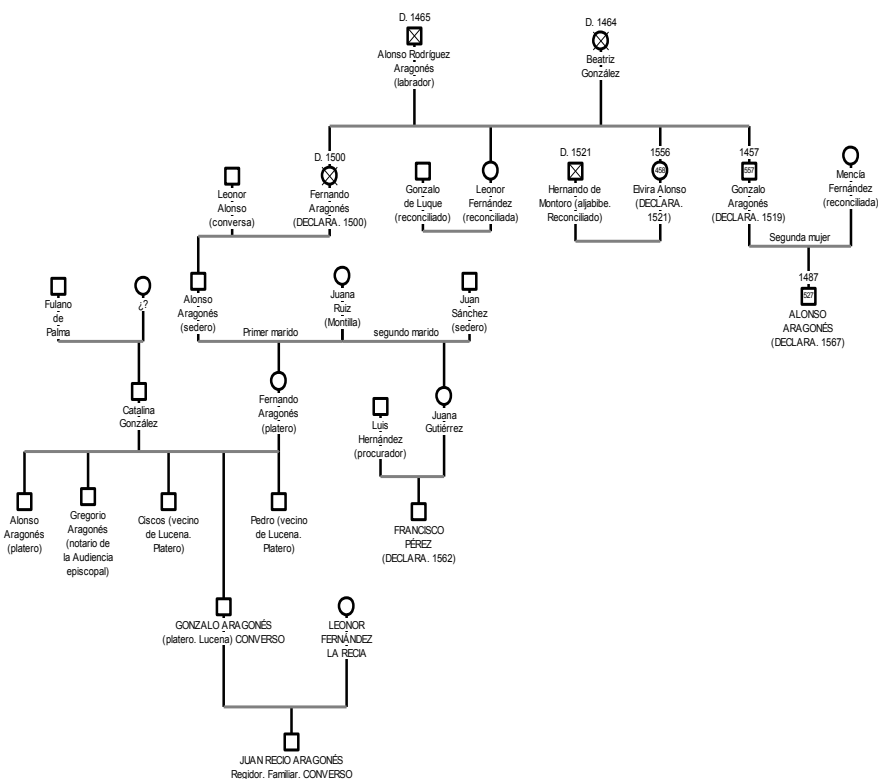 D. 1465
Alonso Rodríguez
Aragonés
(labrador)
D. 1464
Beatriz
González
Leonor
Alonso
(conversa)
D. 1500
Fernando
Aragonés
(DECLARA. 1500)
Gonzalo
de Luque
(reconciliado)
Leonor
Fernández
(reconciliada)
D. 1521
Hernando de
Montoro (aljabibe.
Reconciliado)
1556
458
Elvira Alonso
(DECLARA.
1521)
1457
557
Gonzalo
Aragonés
(DECLARA. 1519)
Mencía
Fernández
(reconciliada)
Segunda mujer
1487
527
ALONSO
ARAGONÉS
(DECLARA. 1567)
Fulano
de
Palma
¿?
Alonso
Aragonés
(sedero)
Juana
Ruiz
(Montilla)
Juan
Sánchez
(sedero)
Primer marido
segundo marido
Catalina
González
Fernando
Aragonés
(platero)
Luis
Hernández
(procurador)
Juana
Gutiérrez
Alonso
Aragonés
(platero)
Gregorio
Aragonés
(notario de
la Audiencia
episcopal)
Ciscos (vecino
de Lucena.
Platero)
Pedro (vecino
de Lucena.
Platero)
FRANCISCO
PÉREZ
(DECLARA. 1562)
GONZALO ARAGONÉS
(platero. Lucena) CONVERSO
LEONOR
FERNÁNDEZ
LA RECIA
JUAN RECIO ARAGONÉS
Regidor. Familiar. CONVERSO